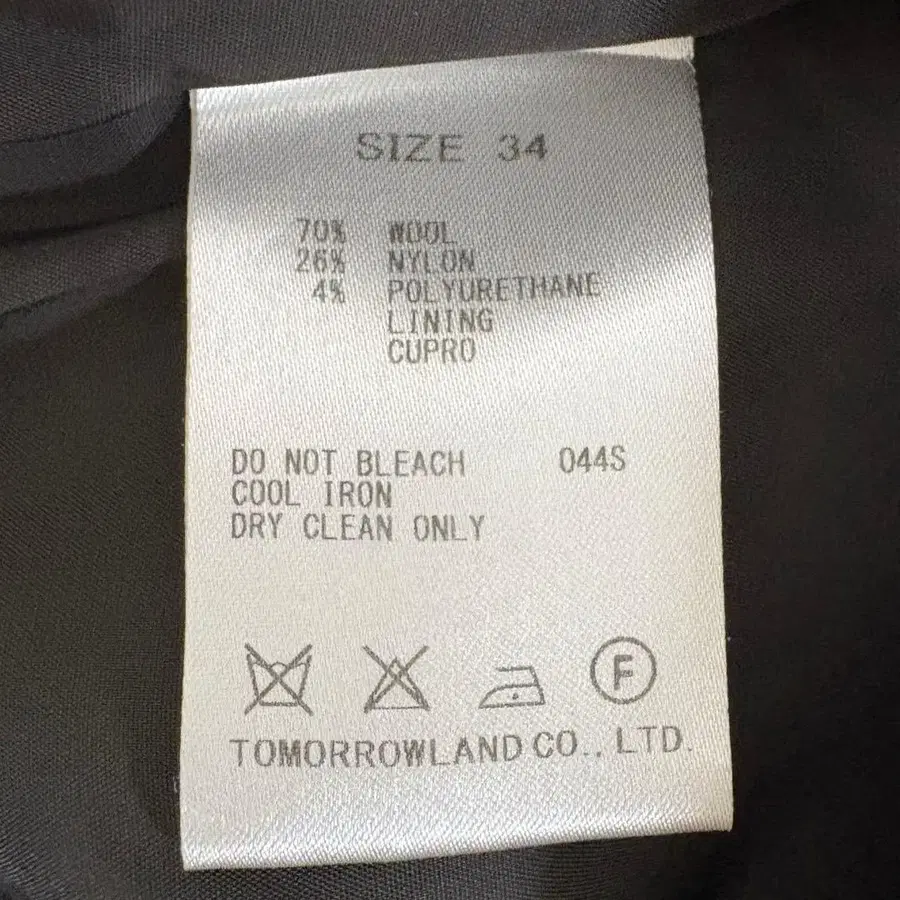 SIZE 34
70% WOOL
26% NYLON
4% POLYURETHANE
LINING
CUPRO
DO NOT BLEACH 044S
COOL IRON
DRY CLEAN ONLY
F
TOMORROWLAND CO., LTD.